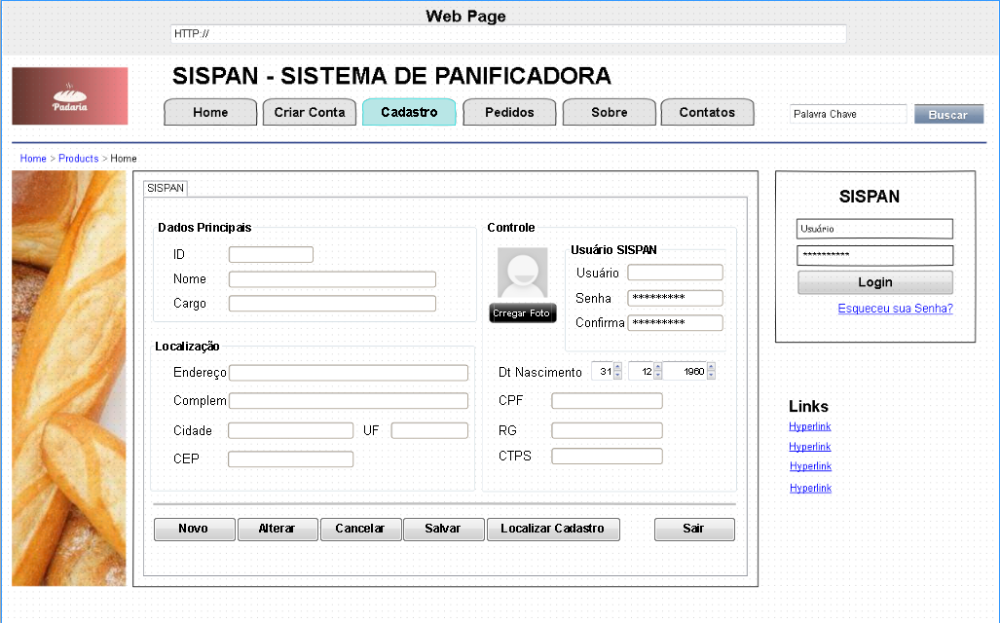 Web Page
HTTP://
SISPAN - SISTEMA DE PANIFICADORA
Padaria
Home Criar Conta Cadastro Pedidos Sobre Contatos
Palavra Chave Buscar
Home > Products > Home
SISPAN
Dados Principais
ID
Nome
Cargo
Localização
Endereço
Complem
Cidade UF
CEP
Controle
Crregar Foto
Usuário SISPAN
Usuário
Senha *********
Confirma *********
Dt Nascimento 31 12 1960
CPF
RG
CTPS
Novo Alterar Cancelar Salvar Localizar Cadastro Sair
SISPAN
Usuário
**********
Login
Esqueceu sua Senha?
Links
Hyperlink
Hyperlink
Hyperlink
Hyperlink